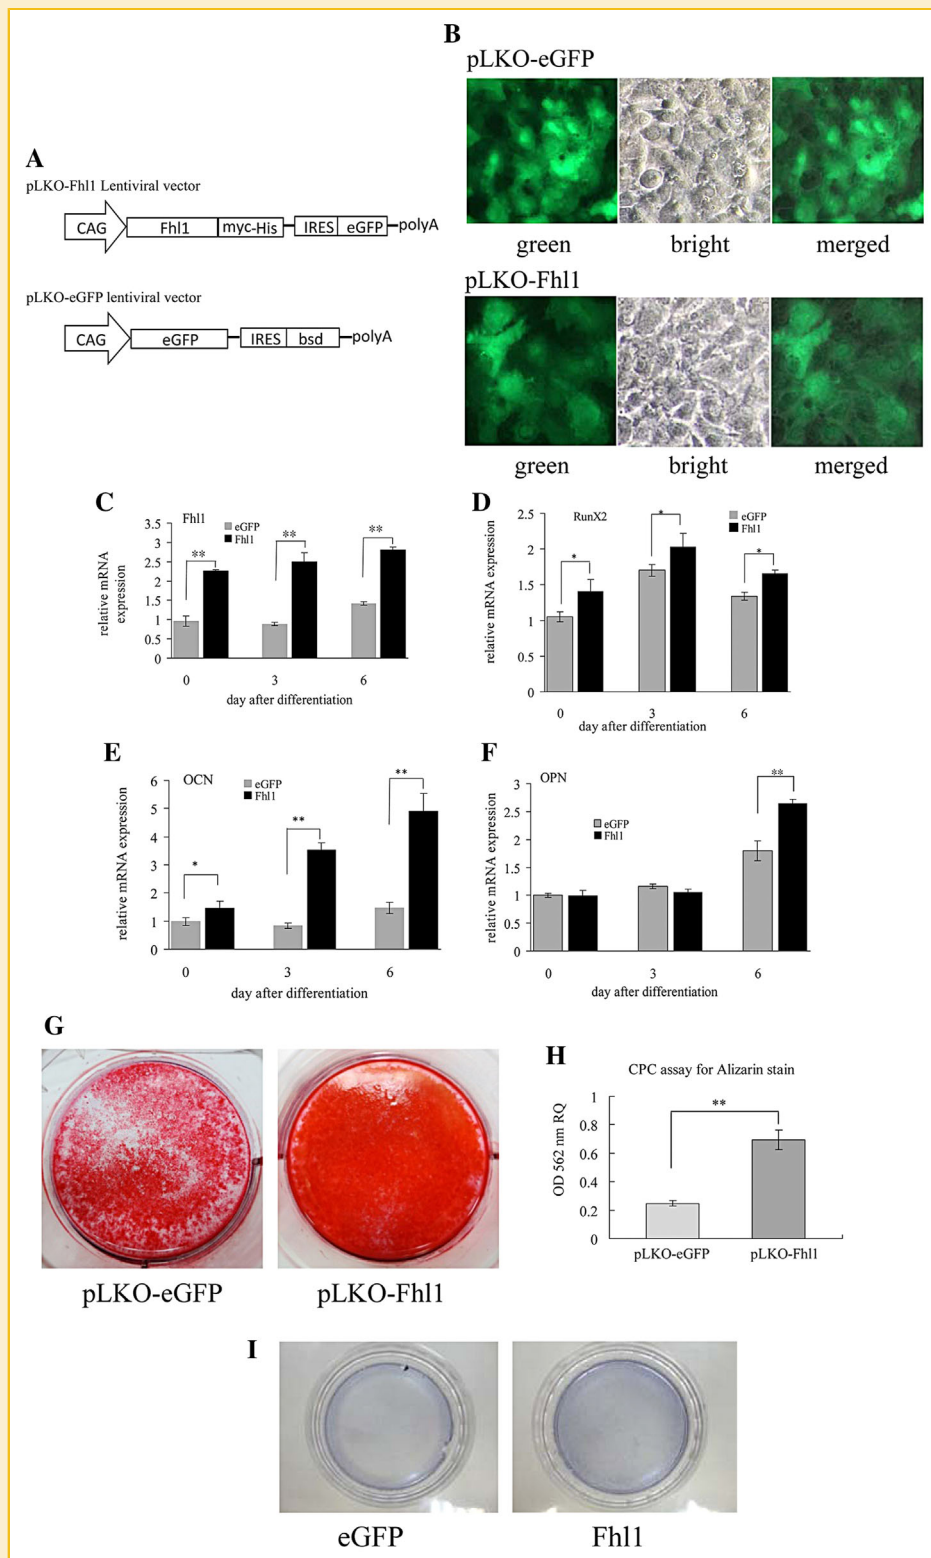 A
pLKO-Fhl1 Lentiviral vector
CAG Fhl1 myc-His IRES eGFP polyA
pLKO-eGFP lentiviral vector
CAG eGFP IRES bsd polyA
B
pLKO-eGFP
green bright merged
pLKO-Fhl1
green bright merged
C
Fhl1
eGFP
Fhl1
relative mRNA
expression
3.5
3
2.5
2
1.5
1
0.5
0
** ** **
0 3 6
day after differentiation
D
RunX2
eGFP
Fhl1
relative mRNA expression
2.5
2
1.5
1
0.5
0
* * *
0 3 6
day after differentiation
E
OCN
eGFP
Fhl1
relative mRNA expression
6
5
4
3
2
1
0
* ** **
0 3 6
day after differentiation
F
OPN
eGFP
Fhl1
relative mRNA expression
3
2.5
2
1.5
1
0.5
0
**
0 3 6
day after differentiation
G
pLKO-eGFP pLKO-Fhl1
H
CPC assay for Alizarin stain
OD 562 nm RQ
1
0.8
0.6
0.4
0.2
0
**
pLKO-eGFP pLKO-Fhl1
I
eGFP Fhl1